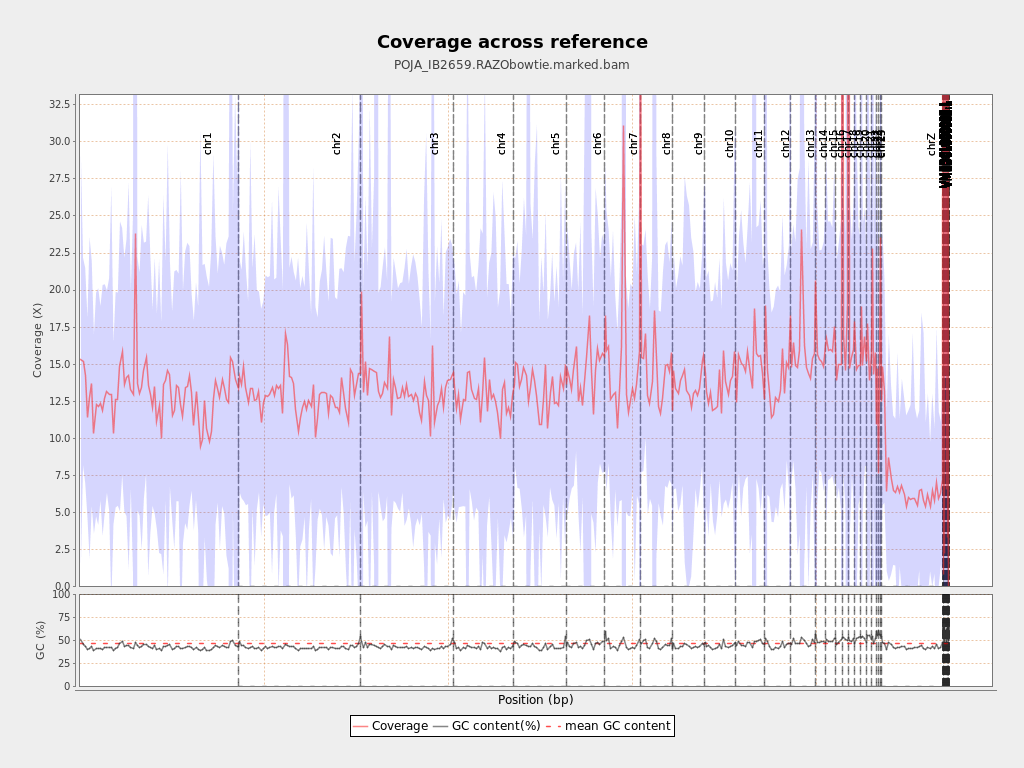 Coverage across reference
POJA_IB2659.RAZObowtie.marked.bam
Coverage (X)
32.5
30.0
27.5
25.0
22.5
20.0
17.5
15.0
12.5
10.0
7.5
5.0
2.5
0.0
chr1
chr2
chr3
chr4
chr5
chr6
chr7
chr8
chr9
chr10
chr11
chr12
chr13
chr14
chr15
chrZ
GC (%)
100
75
50
25
0
Position (bp)
Coverage GC content(%) mean GC content